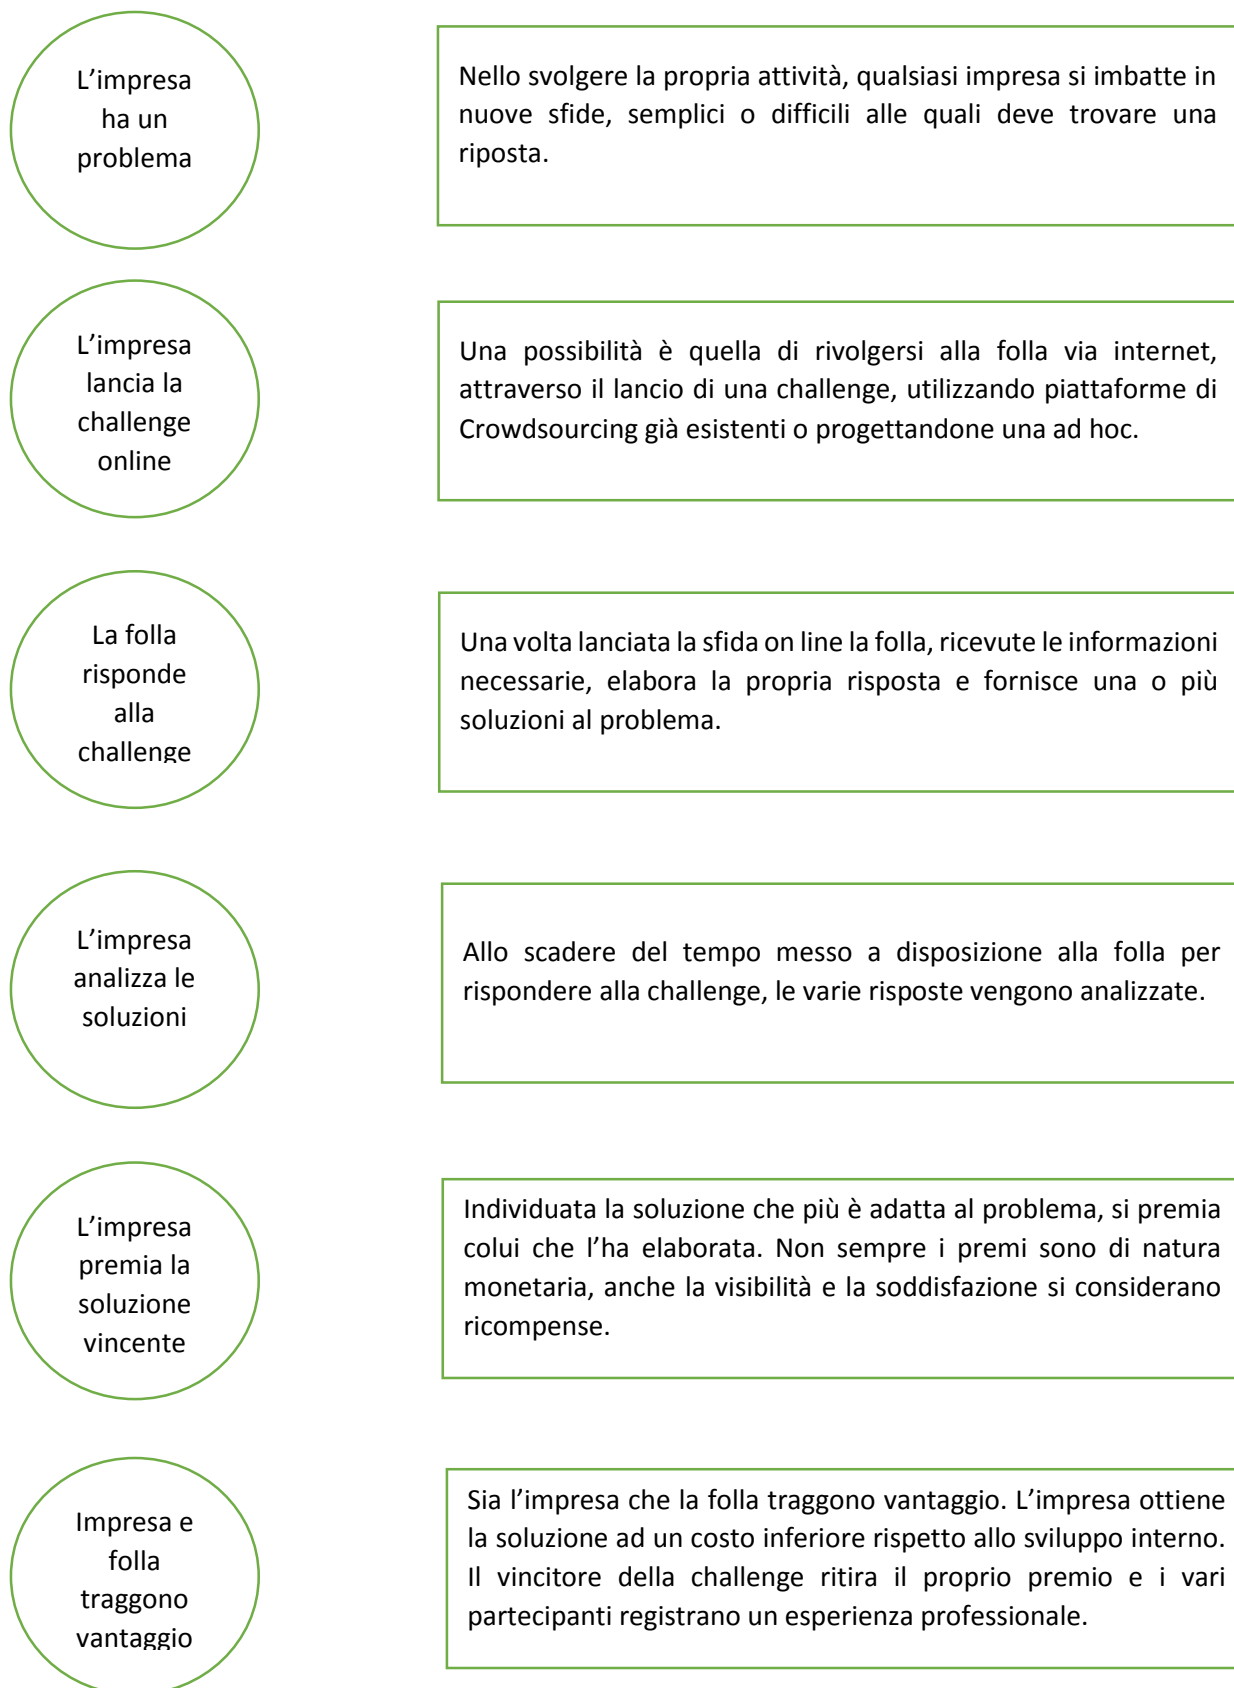 L’impresa
ha un
problema
Nello svolgere la propria attività, qualsiasi impresa si imbatte in
nuove sfide, semplici o difficili alle quali deve trovare una
riposta.
L’impresa
lancia la
challenge
online
Una possibilità è quella di rivolgersi alla folla via internet,
attraverso il lancio di una challenge, utilizzando piattaforme di
Crowdsourcing già esistenti o progettandone una ad hoc.
La folla
risponde
alla
challenge
Una volta lanciata la sfida on line la folla, ricevute le informazioni
necessarie, elabora la propria risposta e fornisce una o più
soluzioni al problema.
L’impresa
analizza le
soluzioni
Allo scadere del tempo messo a disposizione alla folla per
rispondere alla challenge, le varie risposte vengono analizzate.
L’impresa
premia la
soluzione
vincente
Individuata la soluzione che più è adatta al problema, si premia
colui che l’ha elaborata. Non sempre i premi sono di natura
monetaria, anche la visibilità e la soddisfazione si considerano
ricompense.
Impresa e
folla
traggono
vantaggio
Sia l’impresa che la folla traggono vantaggio. L’impresa ottiene
la soluzione ad un costo inferiore rispetto allo sviluppo interno.
Il vincitore della challenge ritira il proprio premio e i vari
partecipanti registrano un esperienza professionale.